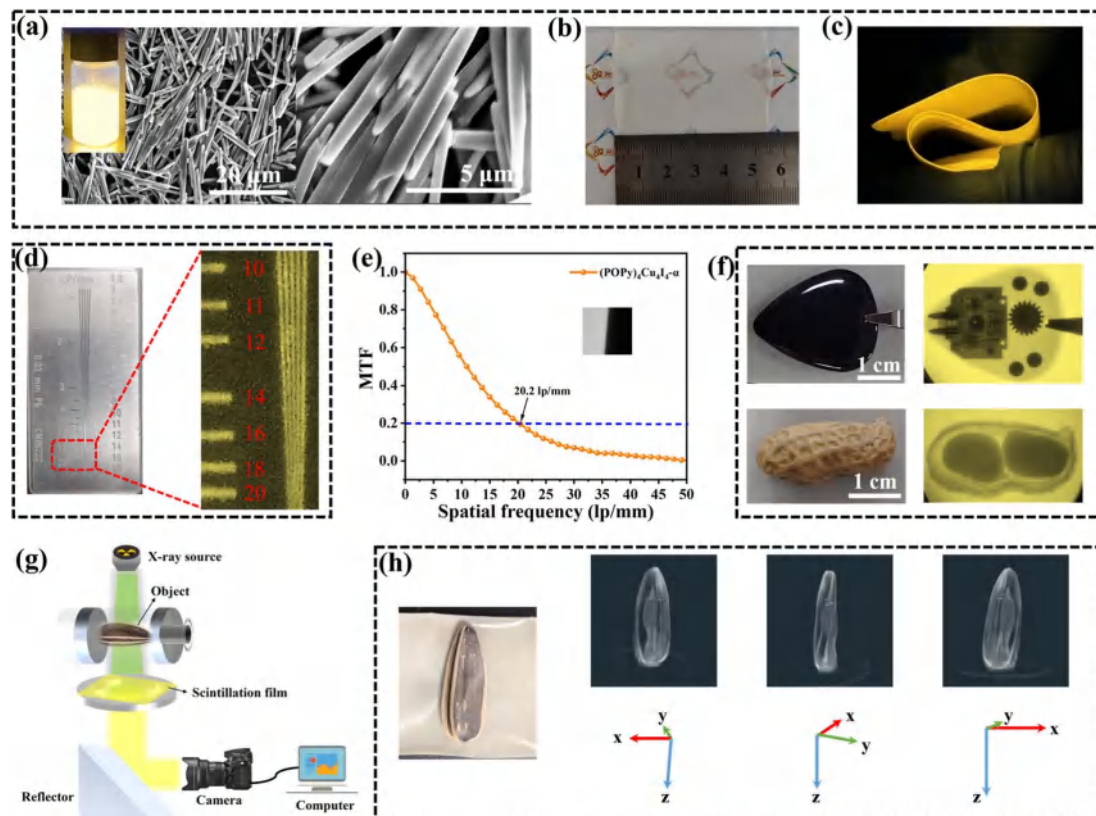 (a)
20 μm
5 μm
(b)
1 2 3 4 5 6
(c)
(d)
10
11
12
14
16
18
20
(e)
(POPy)₄Cu₄I₄-α
20.2 lp/mm
MTF
1.0
0.8
0.6
0.4
0.2
0.0
0 5 10 15 20 25 30 35 40 45 50
Spatial frequency (lp/mm)
(f)
1 cm
1 cm
(g)
X-ray source
Object
Scintillation film
Reflector
Camera
Computer
(h)
y
x
z
x
y
z
y
x
z